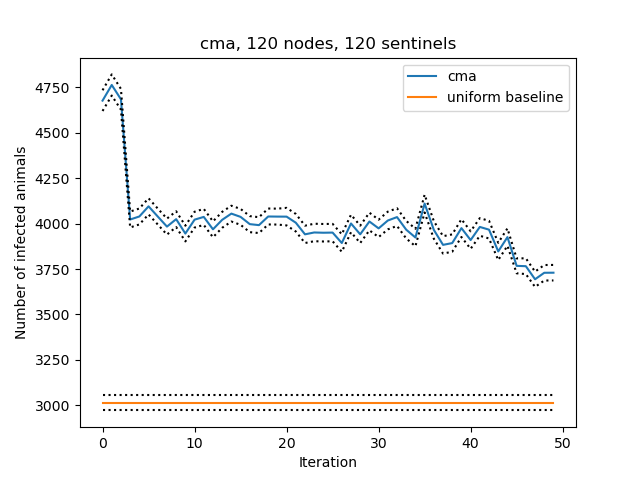 cma, 120 nodes, 120 sentinels
cma
uniform baseline
Number of infected animals
4750
4500
4250
4000
3750
3500
3250
3000
0 10 20 30 40 50
Iteration